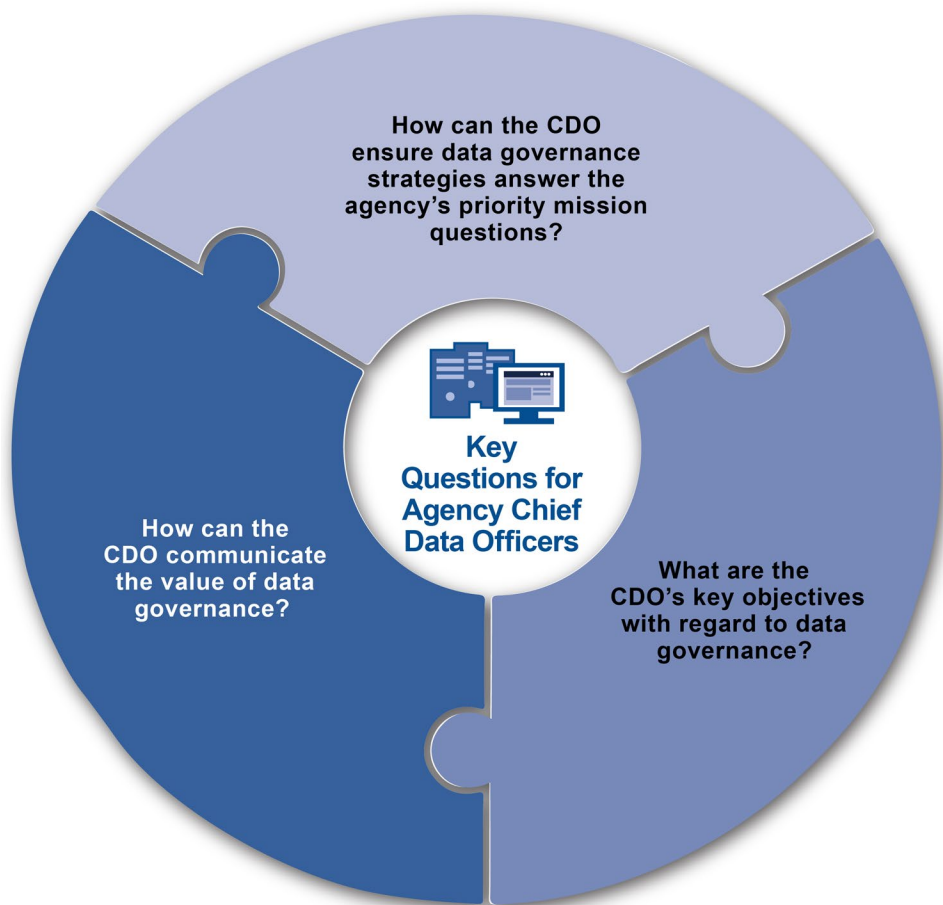 How can the CDO
ensure data governance
strategies answer the
agency’s priority mission
questions?
Key
Questions for
Agency Chief
Data Officers
How can the
CDO communicate
the value of data
governance?
What are the
CDO’s key objectives
with regard to data
governance?